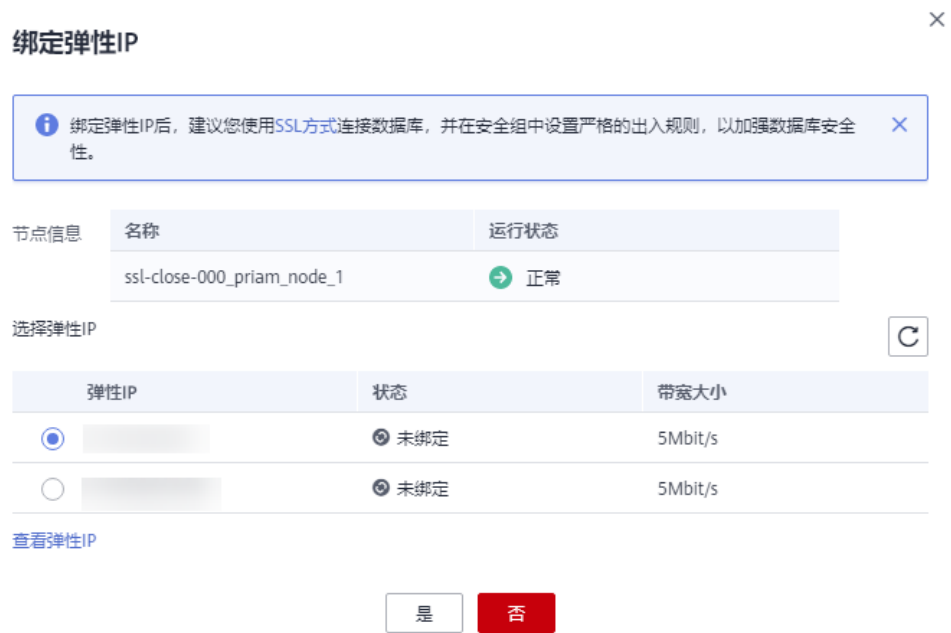 绑定弹性IP
绑定弹性IP后，建议您使用SSL方式连接数据库，并在安全组中设置严格的出入规则，以加强数据库安全
性。
节点信息 名称 运行状态
ssl-close-000_priam_node_1 正常
选择弹性IP
弹性IP 状态 带宽大小
未绑定 5Mbit/s
未绑定 5Mbit/s
查看弹性IP
是 否